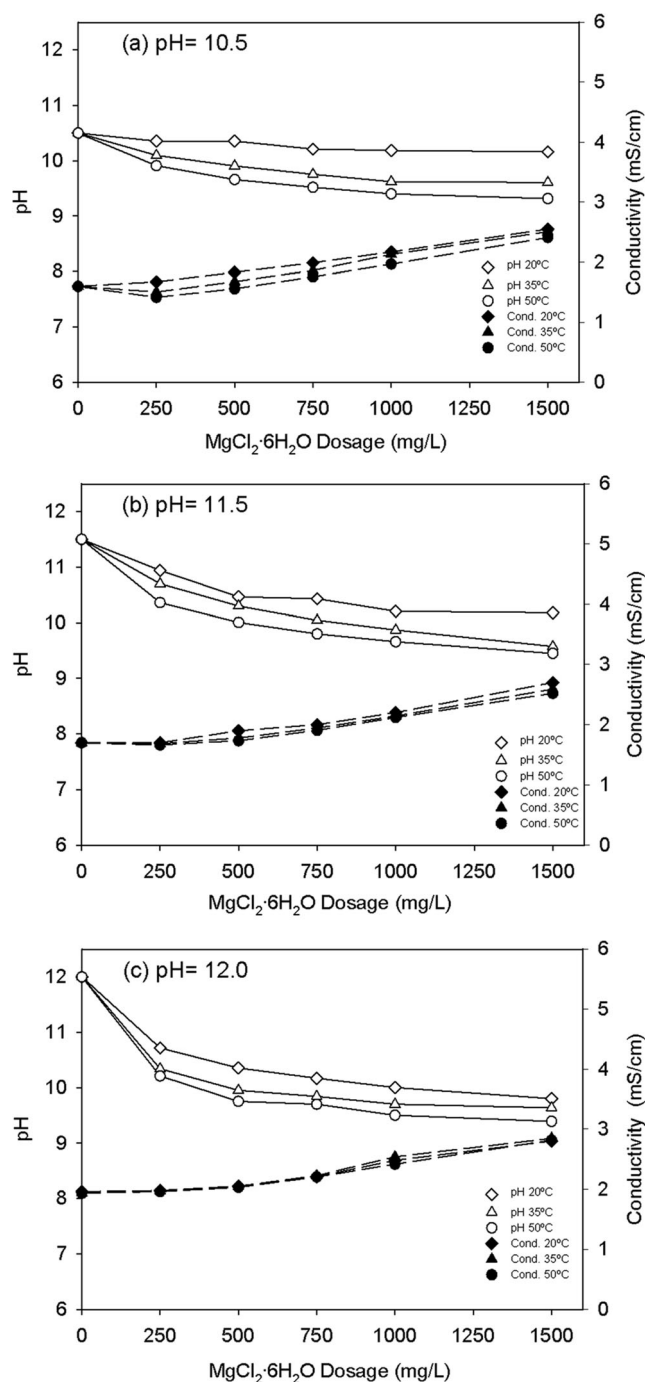 (a) pH= 10.5
12
11
10
9
8
7
6
pH
6
5
4
3
2
1
0
Conductivity (mS/cm)
pH 20ºC
pH 35ºC
pH 50ºC
Cond. 20ºC
Cond. 35ºC
Cond. 50ºC
0 250 500 750 1000 1250 1500
MgCl₂·6H₂O Dosage (mg/L)
(b) pH= 11.5
12
11
10
9
8
7
6
pH
6
5
4
3
2
1
0
Conductivity (mS/cm)
pH 20ºC
pH 35ºC
pH 50ºC
Cond. 20ºC
Cond. 35ºC
Cond. 50ºC
0 250 500 750 1000 1250 1500
MgCl₂·6H₂O Dosage (mg/L)
(c) pH= 12.0
12
11
10
9
8
7
6
pH
6
5
4
3
2
1
0
Conductivity (mS/cm)
pH 20ºC
pH 35ºC
pH 50ºC
Cond. 20ºC
Cond. 35ºC
Cond. 50ºC
0 250 500 750 1000 1250 1500
MgCl₂·6H₂O Dosage (mg/L)